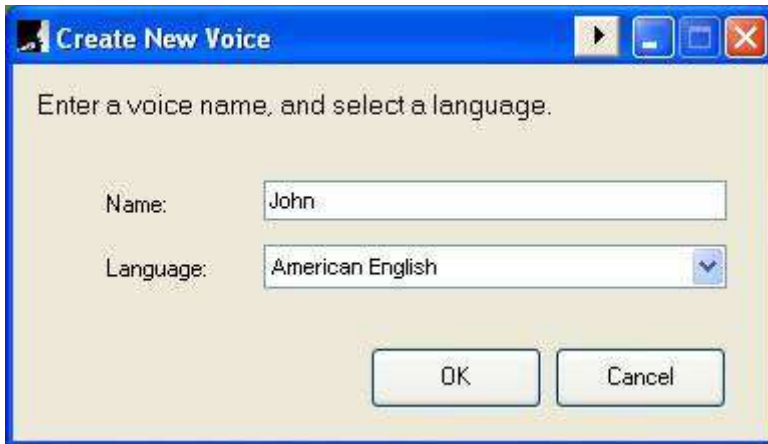 Create New Voice
Enter a voice name, and select a language.
Name: John
Language: American English
OK Cancel